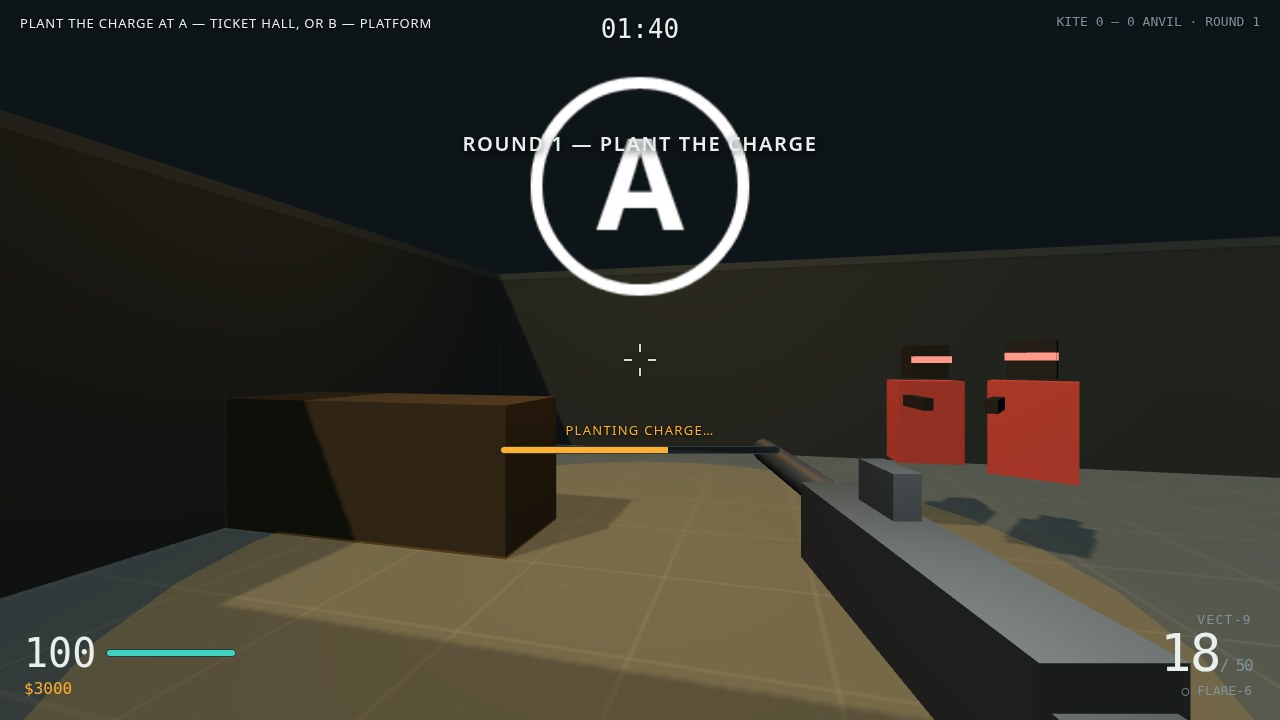 PLANT THE CHARGE AT A — TICKET HALL, OR B — PLATFORM
01:40
KITE 0 — 0 ANVIL · ROUND 1
ROUND 1 — PLANT THE CHARGE
A
PLANTING CHARGE…
100
$3000
VECT-9
18 / 50
○ FLARE-6